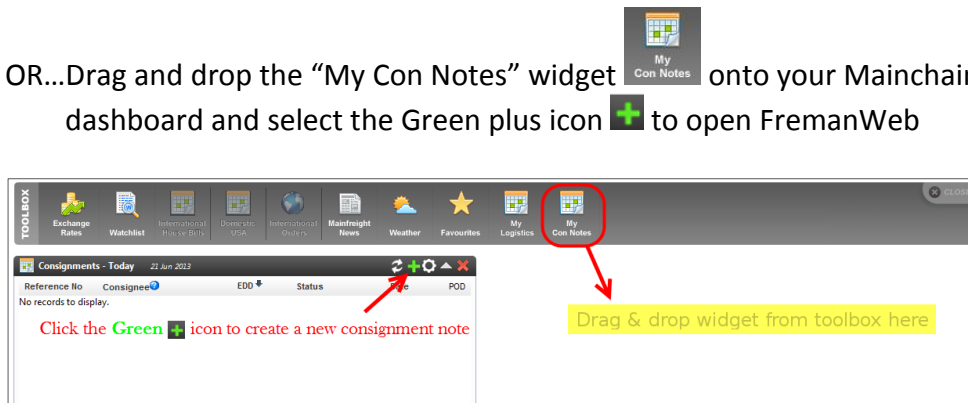 My
Con Notes
OR…Drag and drop the “My Con Notes” widget onto your Mainchain
dashboard and select the Green plus icon to open FremanWeb
TOOLBOX
Exchange Rates
Watchlist
International House Bills
Domestic USA
International Orders
Mainfreight News
Weather
Favourites
My Logistics
My Con Notes
CLOSE
Consignments - Today 21 Jun 2013
Reference No Consignee? EDD Status POD
No records to display.
Click the Green icon to create a new consignment note
Drag & drop widget from toolbox here